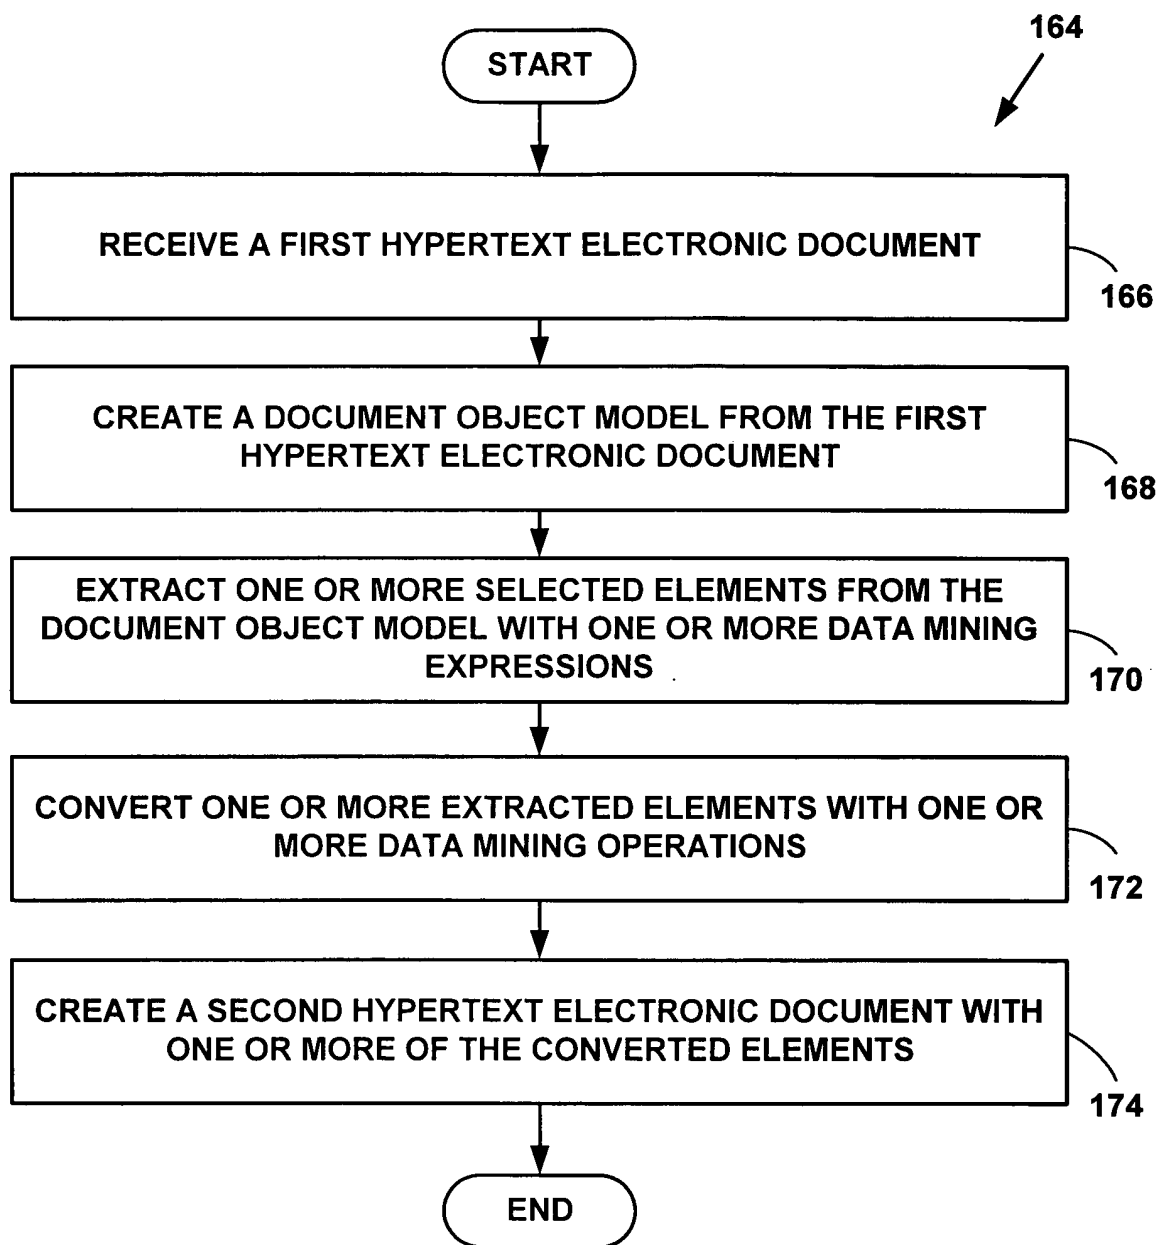 164
START
RECEIVE A FIRST HYPERTEXT ELECTRONIC DOCUMENT
166
CREATE A DOCUMENT OBJECT MODEL FROM THE FIRST
HYPERTEXT ELECTRONIC DOCUMENT
168
EXTRACT ONE OR MORE SELECTED ELEMENTS FROM THE
DOCUMENT OBJECT MODEL WITH ONE OR MORE DATA MINING
EXPRESSIONS
170
CONVERT ONE OR MORE EXTRACTED ELEMENTS WITH ONE OR
MORE DATA MINING OPERATIONS
172
CREATE A SECOND HYPERTEXT ELECTRONIC DOCUMENT WITH
ONE OR MORE OF THE CONVERTED ELEMENTS
174
END